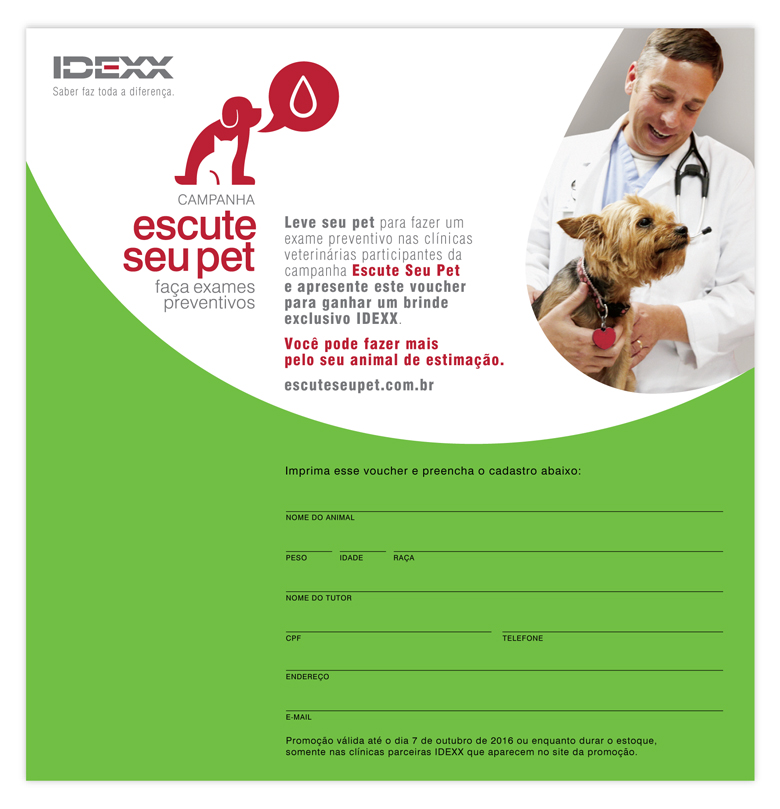 IDEXX
Saber faz toda a diferença.
CAMPANHA
escute
seu pet
faça exames
preventivos
Leve seu pet para fazer um
exame preventivo nas clínicas
veterinárias participantes da
campanha Escute Seu Pet
e apresente este voucher
para ganhar um brinde
exclusivo IDEXX.
Você pode fazer mais
pelo seu animal de estimação.
escuteseupet.com.br
Imprima esse voucher e preencha o cadastro abaixo:
NOME DO ANIMAL
PESO IDADE RAÇA
NOME DO TUTOR
CPF TELEFONE
ENDEREÇO
E-MAIL
Promoção válida até o dia 7 de outubro de 2016 ou enquanto durar o estoque,
somente nas clínicas parceiras IDEXX que aparecem no site da promoção.